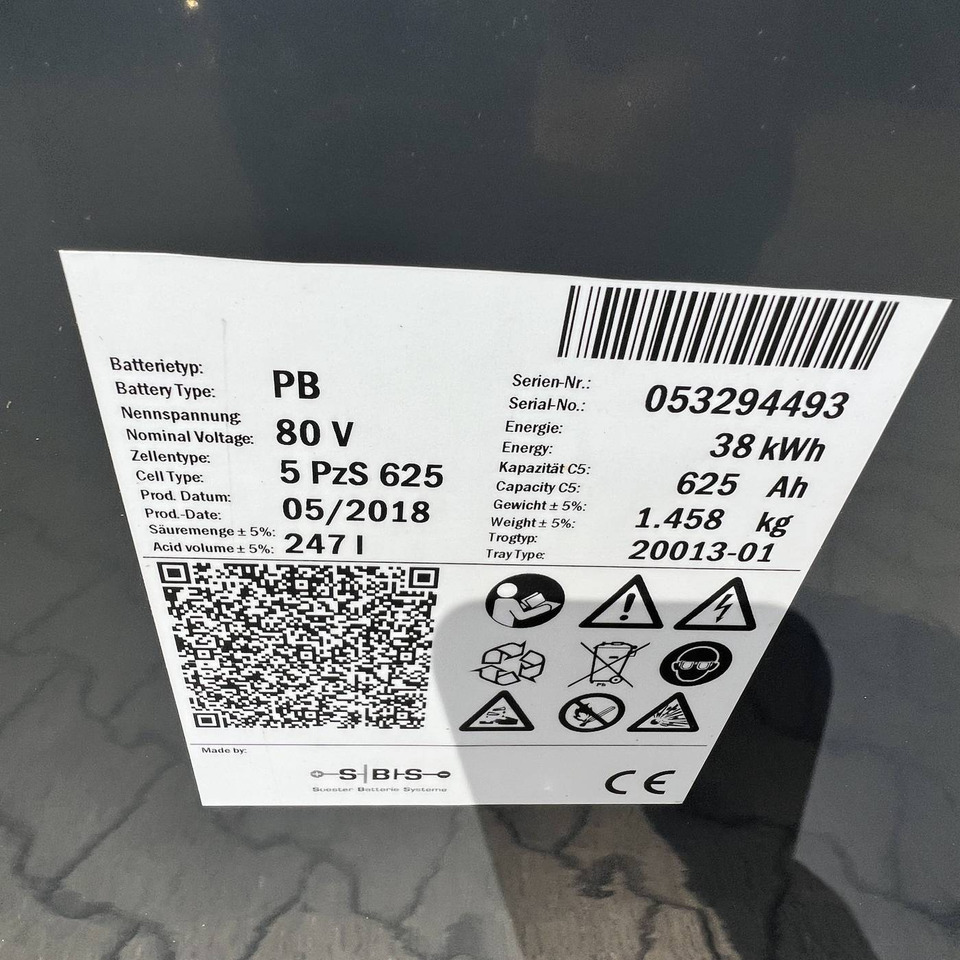 Batterietyp:
Battery Type: PB
Nennspannung:
Nominal Voltage: 80 V
Zellentype:
Cell Type: 5 PzS 625
Prod. Datum:
Prod.-Date: 05/2018
Säuremenge ± 5%:
Acid volume ± 5%: 247 l
Serien-Nr.:
Serial-No.: 053294493
Energie:
Energy: 38 kWh
Kapazität C5:
Capacity C5: 625 Ah
Gewicht ± 5%:
Weight ± 5%: 1.458 kg
Trogtyp:
Tray Type: 20013-01
Pb
Made by:
SBS
Suester Batterie Systeme
CE